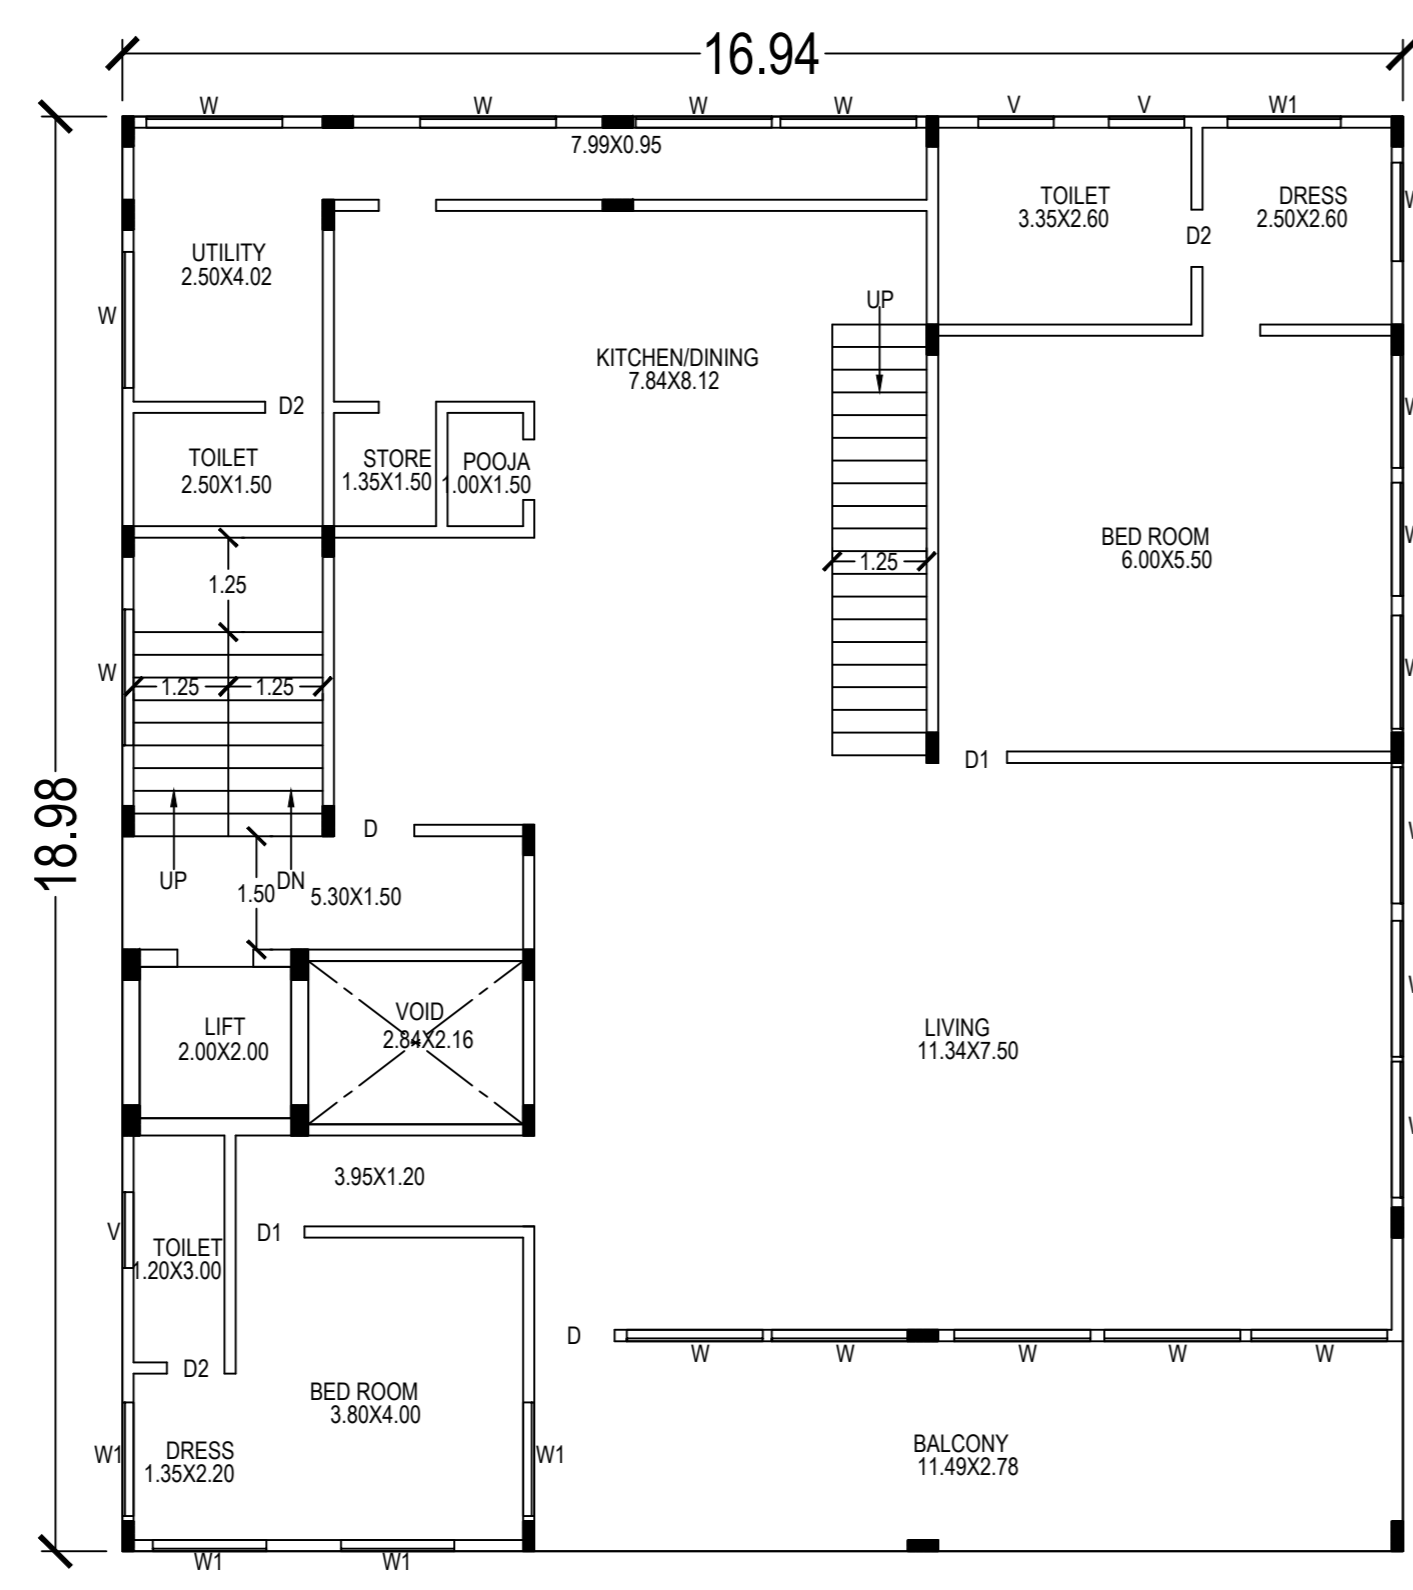 16.94
W
W
W
W
V
V
W1
7.99X0.95
TOILET
3.35X2.60
DRESS
2.50X2.60
D2
UTILITY
2.50X4.02
UP
W
KITCHEN/DINING
7.84X8.12
D2
TOILET
2.50X1.50
STORE
1.35X1.50
POOJA
1.00X1.50
BED ROOM
6.00X5.50
1.25
1.25
W
1.25
1.25
D1
18.98
D
UP
1.50
DN
5.30X1.50
VOID
2.84X2.16
LIFT
2.00X2.00
LIVING
11.34X7.50
3.95X1.20
V
D1
TOILET
1.20X3.00
D
W
W
W
W
W
D2
BED ROOM
3.80X4.00
W1
DRESS
1.35X2.20
W1
BALCONY
11.49X2.78
W1
W1